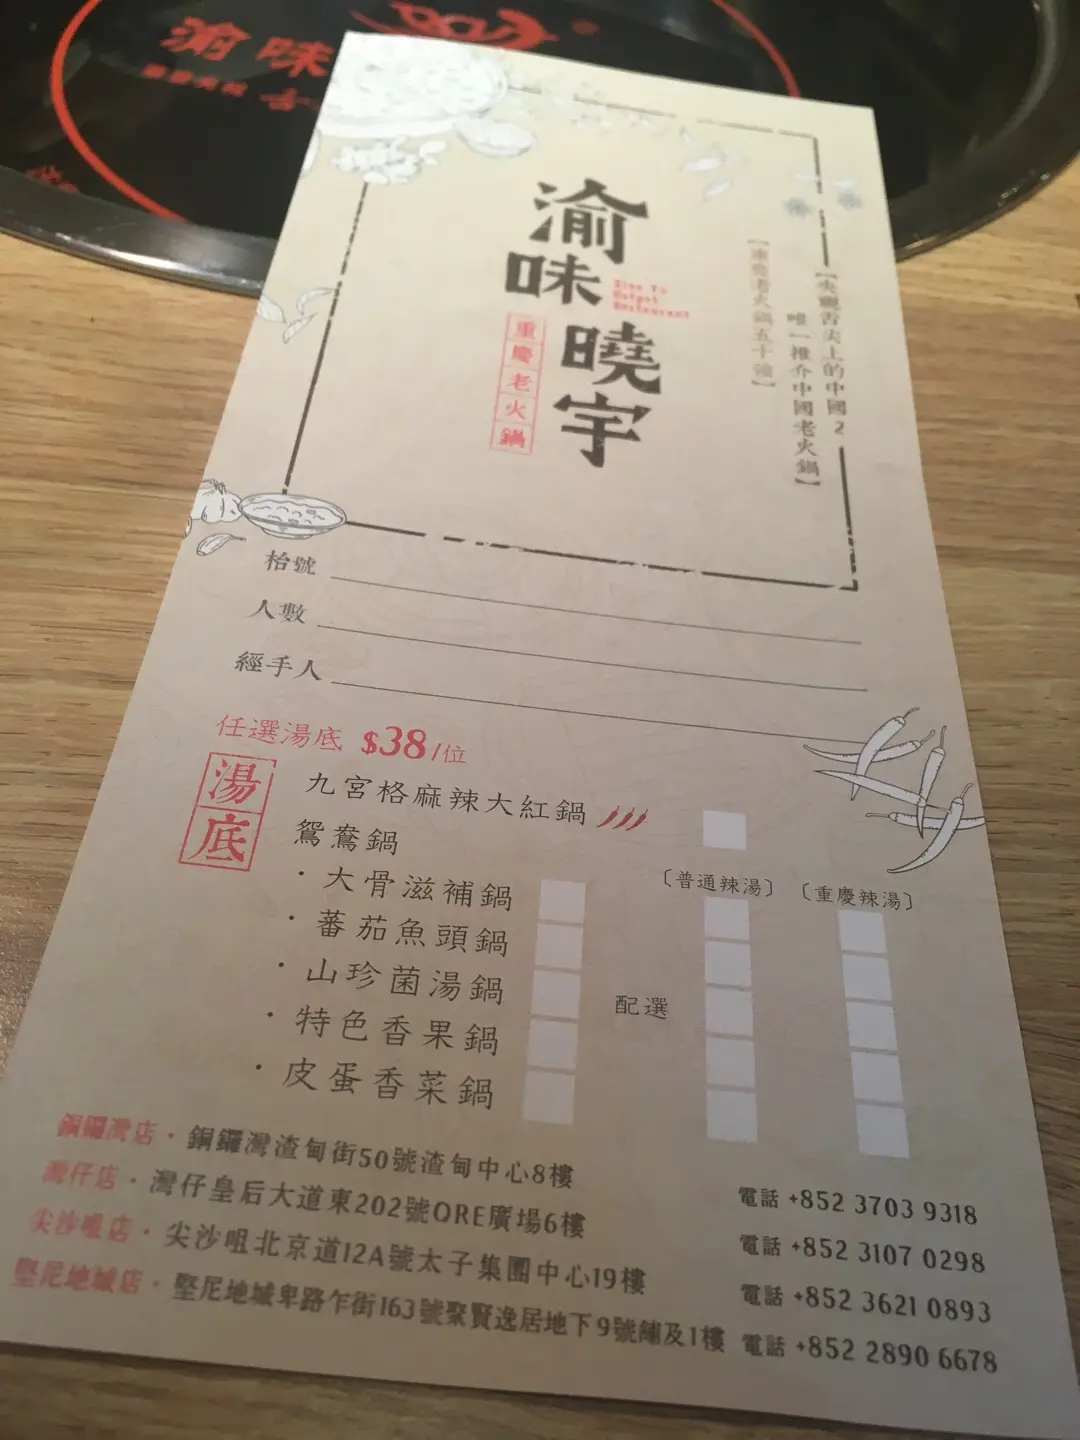 渝味
渝味曉宇
Xiao Yu
Hotpot
Restaurant
重慶老火鍋
【央視舌尖上的中國2
唯一推介中國老火鍋】
【重慶老火鍋五十強】
枱號
人數
經手人
任選湯底 $38/位
湯底
九宮格麻辣大紅鍋
鴛鴦鍋
〔普通辣湯〕 〔重慶辣湯〕
・大骨滋補鍋
・蕃茄魚頭鍋
・山珍菌湯鍋
配選
・特色香果鍋
・皮蛋香菜鍋
銅鑼灣店・銅鑼灣渣甸街50號渣甸中心8樓 電話 +852 3703 9318
灣仔店・灣仔皇后大道東202號QRE廣場6樓 電話 +852 3107 0298
尖沙咀店・尖沙咀北京道12A號太子集團中心19樓 電話 +852 3621 0893
堅尼地城店・堅尼地城卑路乍街163號聚賢逸居地下9號舖及1樓 電話 +852 2890 6678